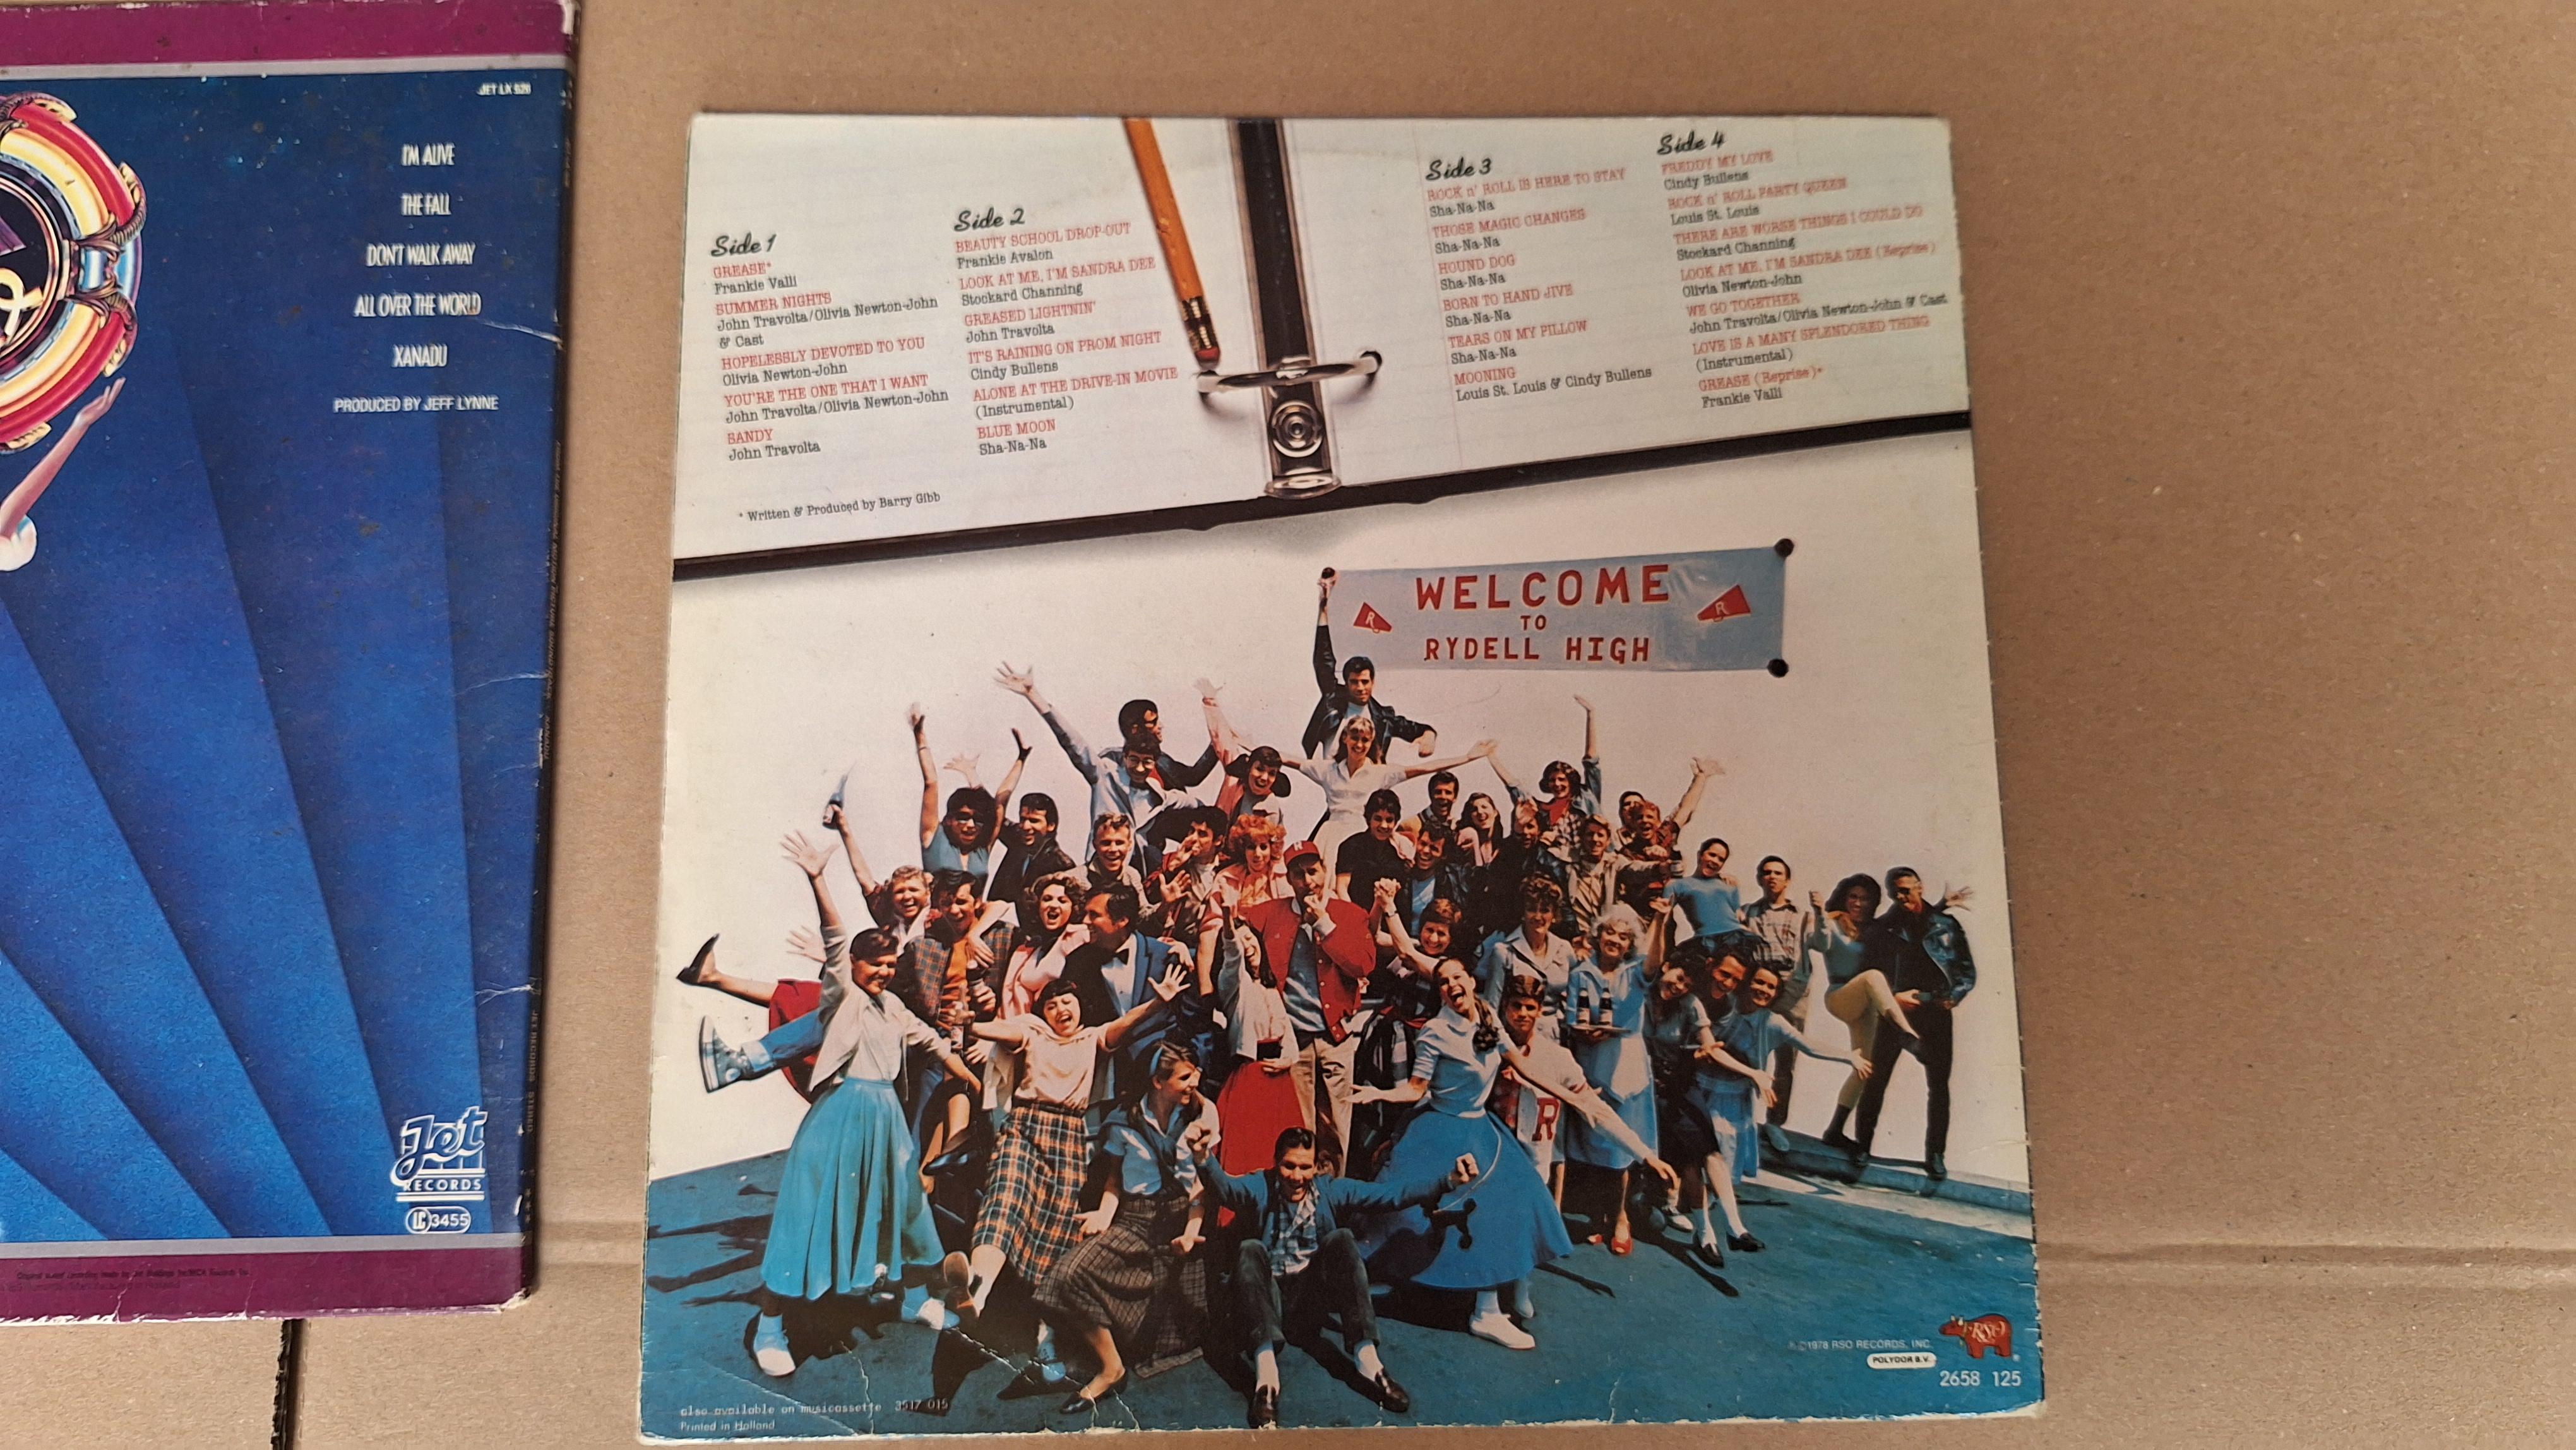 JET LX 526
I'M ALIVE
THE FALL
DON'T WALK AWAY
ALL OVER THE WORLD
XANADU
PRODUCED BY JEFF LYNNE
Jet
RECORDS
LC 3455
Side 1
GREASE*
Frankie Valli
SUMMER NIGHTS
John Travolta/Olivia Newton-John
& Cast
HOPELESSLY DEVOTED TO YOU
Olivia Newton-John
YOU'RE THE ONE THAT I WANT
John Travolta/Olivia Newton-John
SANDY
John Travolta
* Written & Produced by Barry Gibb
Side 2
BEAUTY SCHOOL DROP-OUT
Frankie Avalon
LOOK AT ME, I'M SANDRA DEE
Stockard Channing
GREASED LIGHTNIN'
John Travolta
IT'S RAINING ON PROM NIGHT
Cindy Bullens
ALONE AT THE DRIVE-IN MOVIE
(Instrumental)
BLUE MOON
Sha-Na-Na
Side 3
ROCK n' ROLL IS HERE TO STAY
Sha-Na-Na
THOSE MAGIC CHANGES
Sha-Na-Na
HOUND DOG
Sha-Na-Na
BORN TO HAND JIVE
Sha-Na-Na
TEARS ON MY PILLOW
Sha-Na-Na
MOONING
Louis St. Louis & Cindy Bullens
Side 4
FREDDY MY LOVE
Cindy Bullens
ROCK n' ROLL PARTY QUEEN
Louis St. Louis
THERE ARE WORSE THINGS I COULD DO
Stockard Channing
LOOK AT ME, I'M SANDRA DEE (Reprise)
Olivia Newton-John
WE GO TOGETHER
John Travolta/Olivia Newton-John & Cast
LOVE IS A MANY SPLENDORED THING
(Instrumental)
GREASE (Reprise)*
Frankie Valli
WELCOME
TO
RYDELL HIGH
R
R
R
RSO
℗ ©1978 RSO RECORDS, INC.
POLYDOR B.V.
2658 125
also available on musicassette 3517 015
Printed in Holland